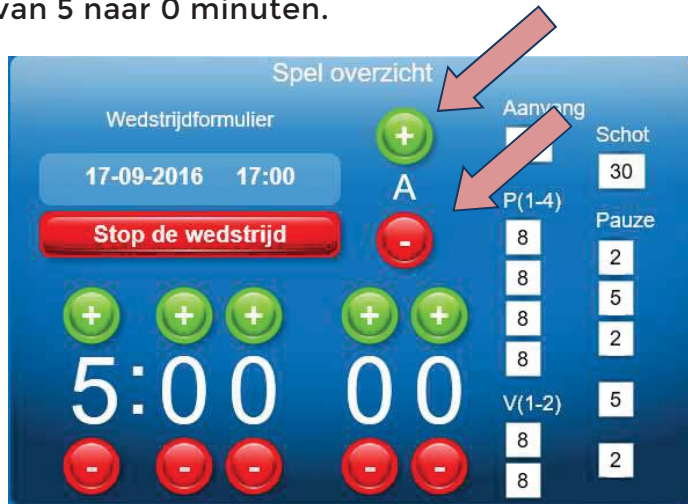 van 5 naar 0 minuten.
Spel overzicht
Wedstrijdformulier
17-09-2016 17:00
Stop de wedstrijd
+
A
-
Aanvang
Schot
30
P(1-4)
8
8
8
8
Pauze
2
5
2
5
2
V(1-2)
8
8
+ + + + +
5:00 00
- - - - -